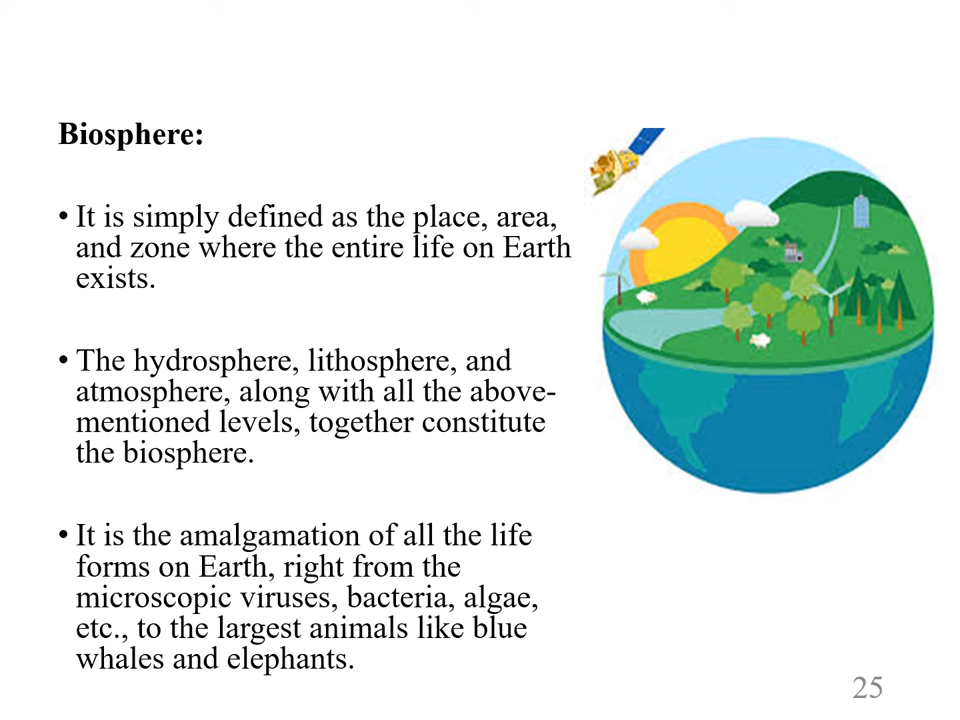 Biosphere:
• It is simply defined as the place, area,
and zone where the entire life on Earth
exists.
• The hydrosphere, lithosphere, and
atmosphere, along with all the above-
mentioned levels, together constitute
the biosphere.
• It is the amalgamation of all the life
forms on Earth, right from the
microscopic viruses, bacteria, algae,
etc., to the largest animals like blue
whales and elephants.
25